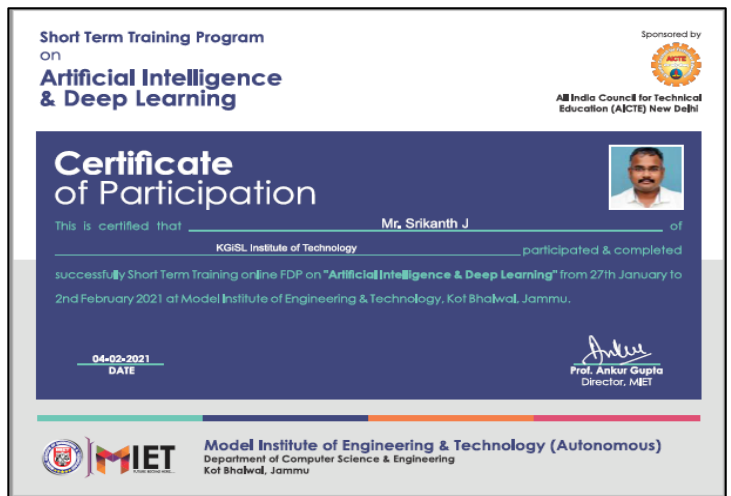 Short Term Training Program
on
Artificial Intelligence
& Deep Learning
Sponsored by
AICTE
All India Council for Technical
Education (AICTE) New Delhi
Certificate
of Participation
This is certified that Mr. Srikanth J of
KGiSL Institute of Technology participated & completed
successfully Short Term Training online FDP on "Artificial Intelligence & Deep Learning" from 27th January to
2nd February 2021 at Model Institute of Engineering & Technology, Kot Bhalwal, Jammu.
04-02-2021
DATE
Ankur
Prof. Ankur Gupta
Director, MIET
MIET
Model Institute of Engineering & Technology (Autonomous)
Department of Computer Science & Engineering
Kot Bhalwal, Jammu